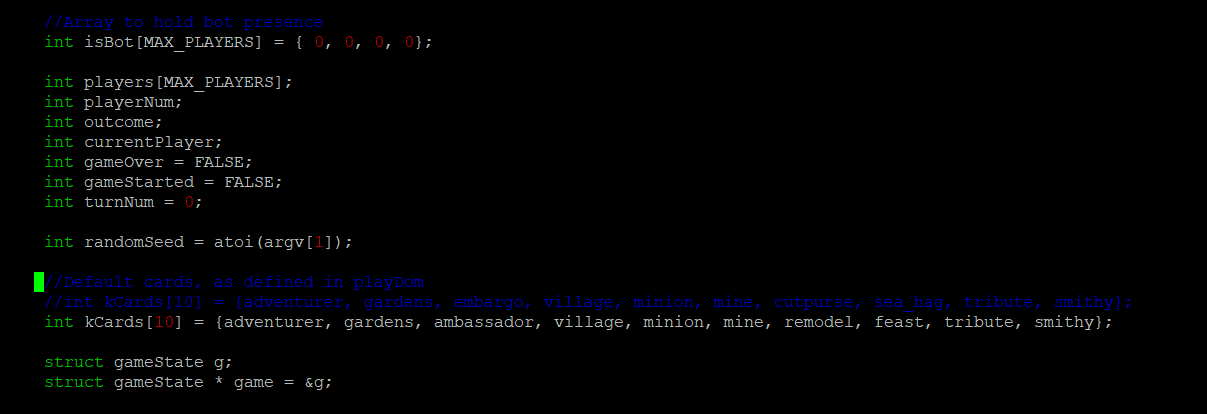 //Array to hold bot presence
int isBot[MAX_PLAYERS] = { 0, 0, 0, 0};
int players[MAX_PLAYERS];
int playerNum;
int outcome;
int currentPlayer;
int gameOver = FALSE;
int gameStarted = FALSE;
int turnNum = 0;
int randomSeed = atoi(argv[1]);
//Default cards, as defined in playDom
//int kCards[10] = {adventurer, gardens, embargo, village, minion, mine, cutpurse, sea_hag, tribute, smithy};
int kCards[10] = {adventurer, gardens, ambassador, village, minion, mine, remodel, feast, tribute, smithy};
struct gameState g;
struct gameState * game = &g;